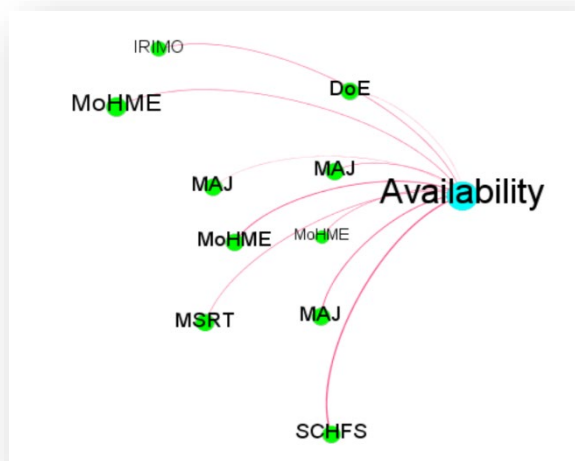 IRIMO
DoE
MoHME
MAJ
MAJ
Availability
MoHME
MoHME
MSRT
MAJ
SCHFS